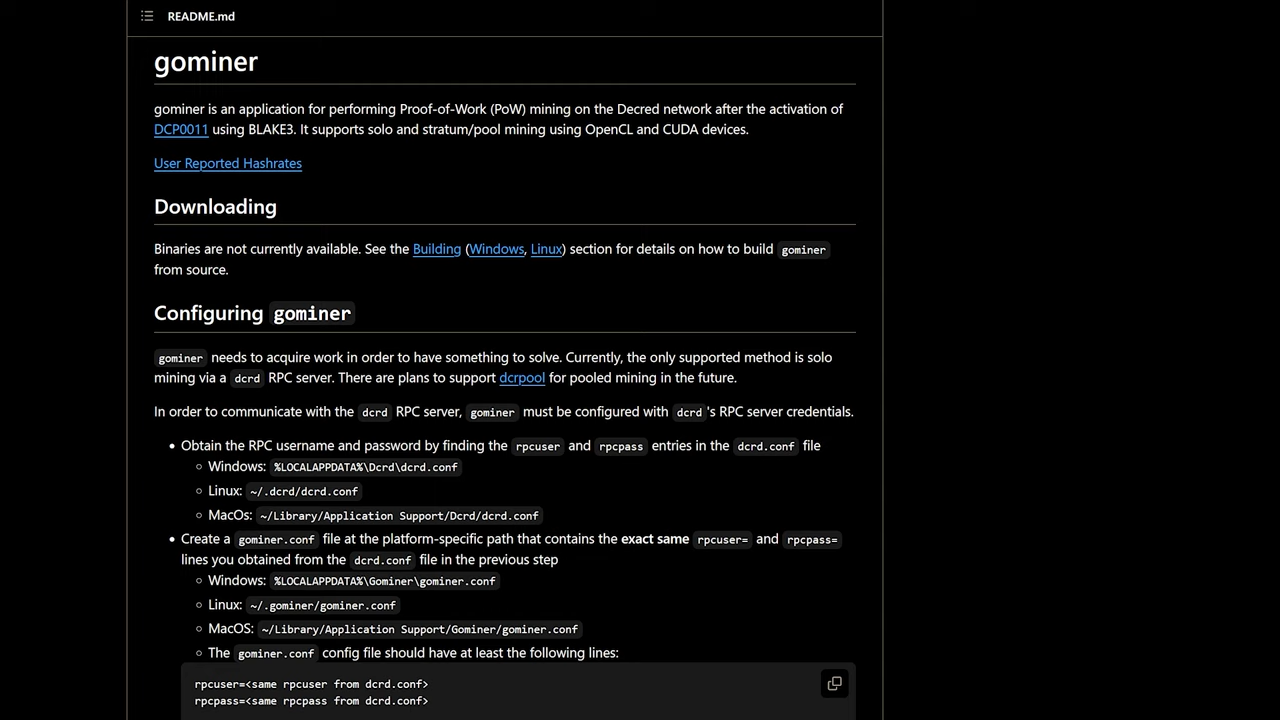 README.md
gominer
gominer is an application for performing Proof-of-Work (PoW) mining on the Decred network after the activation of
DCP0011 using BLAKE3. It supports solo and stratum/pool mining using OpenCL and CUDA devices.
User Reported Hashrates
Downloading
Binaries are not currently available. See the Building (Windows, Linux) section for details on how to build gominer
from source.
Configuring gominer
gominer needs to acquire work in order to have something to solve. Currently, the only supported method is solo
mining via a dcrd RPC server. There are plans to support dcrpool for pooled mining in the future.
In order to communicate with the dcrd RPC server, gominer must be configured with dcrd 's RPC server credentials.
• Obtain the RPC username and password by finding the rpcuser and rpcpass entries in the dcrd.conf file
○ Windows: %LOCALAPPDATA%\Dcrd\dcrd.conf
○ Linux: ~/.dcrd/dcrd.conf
○ MacOs: ~/Library/Application Support/Dcrd/dcrd.conf
• Create a gominer.conf file at the platform-specific path that contains the exact same rpcuser= and rpcpass=
lines you obtained from the dcrd.conf file in the previous step
○ Windows: %LOCALAPPDATA%\Gominer\gominer.conf
○ Linux: ~/.gominer/gominer.conf
○ MacOS: ~/Library/Application Support/Gominer/gominer.conf
○ The gominer.conf config file should have at least the following lines:
rpcuser=<same rpcuser from dcrd.conf>
rpcpass=<same rpcpass from dcrd.conf>